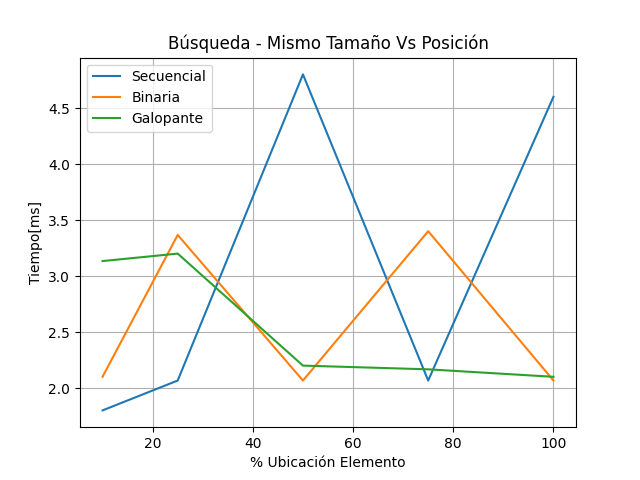 Búsqueda - Mismo Tamaño Vs Posición
Secuencial
Binaria
Galopante
Tiempo[ms]
4.5
4.0
3.5
3.0
2.5
2.0
20 40 60 80 100
% Ubicación Elemento